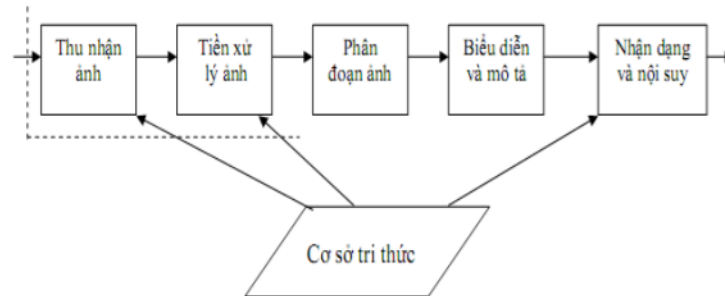 Thu nhận
ảnh
Tiền xử
lý ảnh
Phân
đoạn ảnh
Biểu diễn
và mô tả
Nhận dạng
và nội suy
Cơ sở tri thức